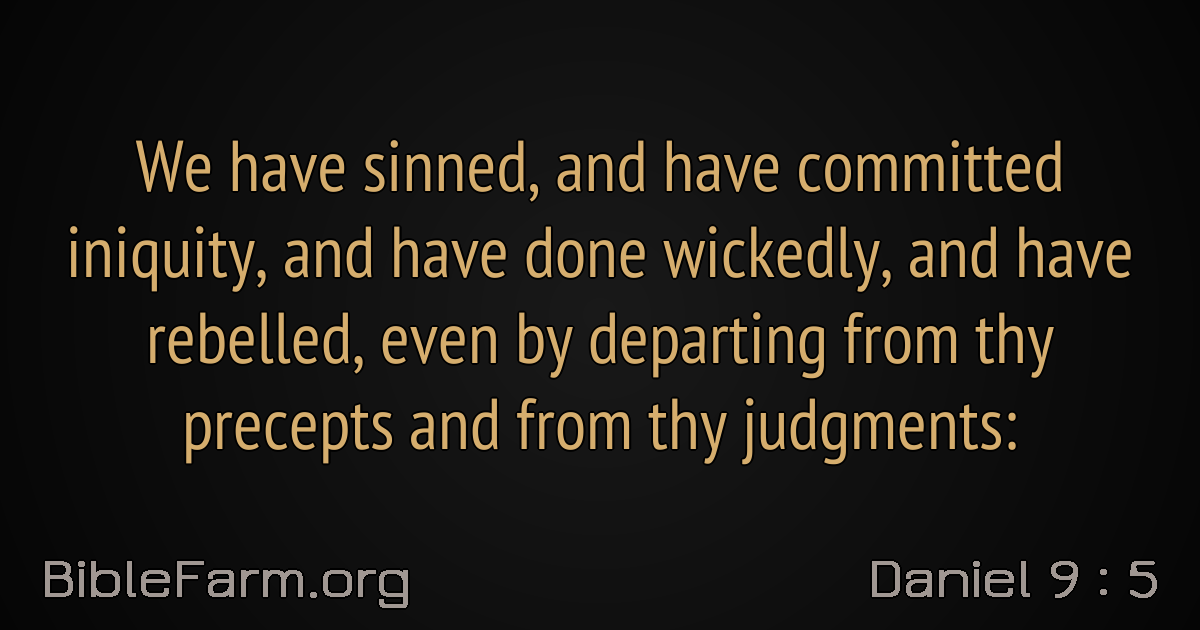 We have sinned, and have committed
iniquity, and have done wickedly, and have
rebelled, even by departing from thy
precepts and from thy judgments:
BibleFarm.org
Daniel 9 : 5